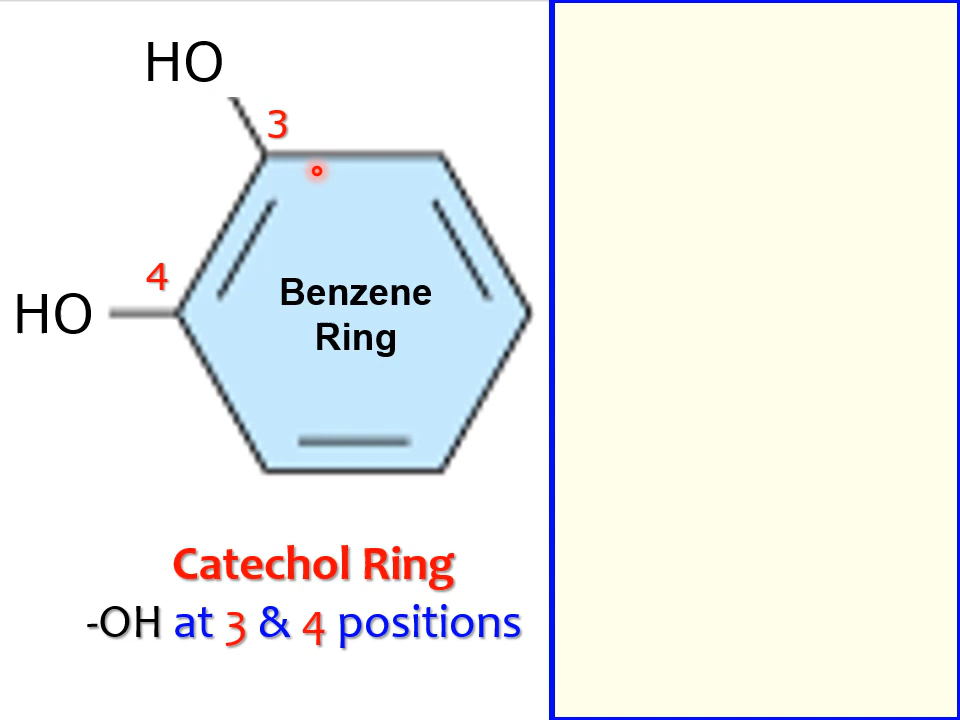 HO
3
4
HO
Benzene
Ring
Catechol Ring
-OH at 3 & 4 positions